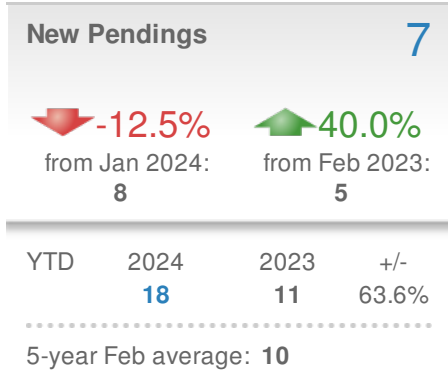 New Pendings 7
-12.5% 40.0%
from Jan 2024: from Feb 2023:
8 5
YTD 2024 2023 +/-
18 11 63.6%
5-year Feb average: 10